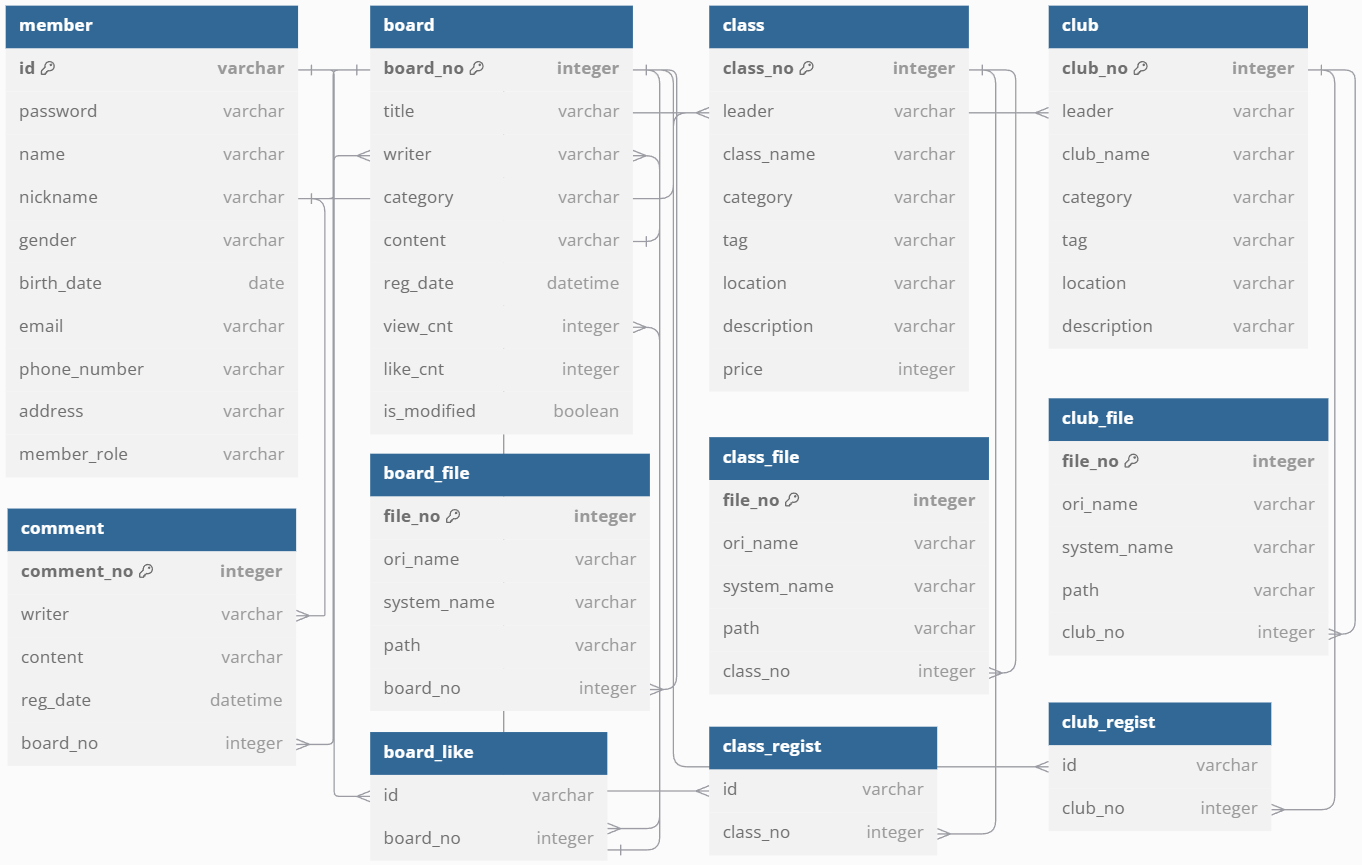 member
id varchar
password varchar
name varchar
nickname varchar
gender varchar
birth_date date
email varchar
phone_number varchar
address varchar
member_role varchar
comment
comment_no integer
writer varchar
content varchar
reg_date datetime
board_no integer
board
board_no integer
title varchar
writer varchar
category varchar
content varchar
reg_date datetime
view_cnt integer
like_cnt integer
is_modified boolean
board_file
file_no integer
ori_name varchar
system_name varchar
path varchar
board_no integer
board_like
id varchar
board_no integer
class
class_no integer
leader varchar
class_name varchar
category varchar
tag varchar
location varchar
description varchar
price integer
class_file
file_no integer
ori_name varchar
system_name varchar
path varchar
class_no integer
class_regist
id varchar
class_no integer
club
club_no integer
leader varchar
club_name varchar
category varchar
tag varchar
location varchar
description varchar
club_file
file_no integer
ori_name varchar
system_name varchar
path varchar
club_no integer
club_regist
id varchar
club_no integer